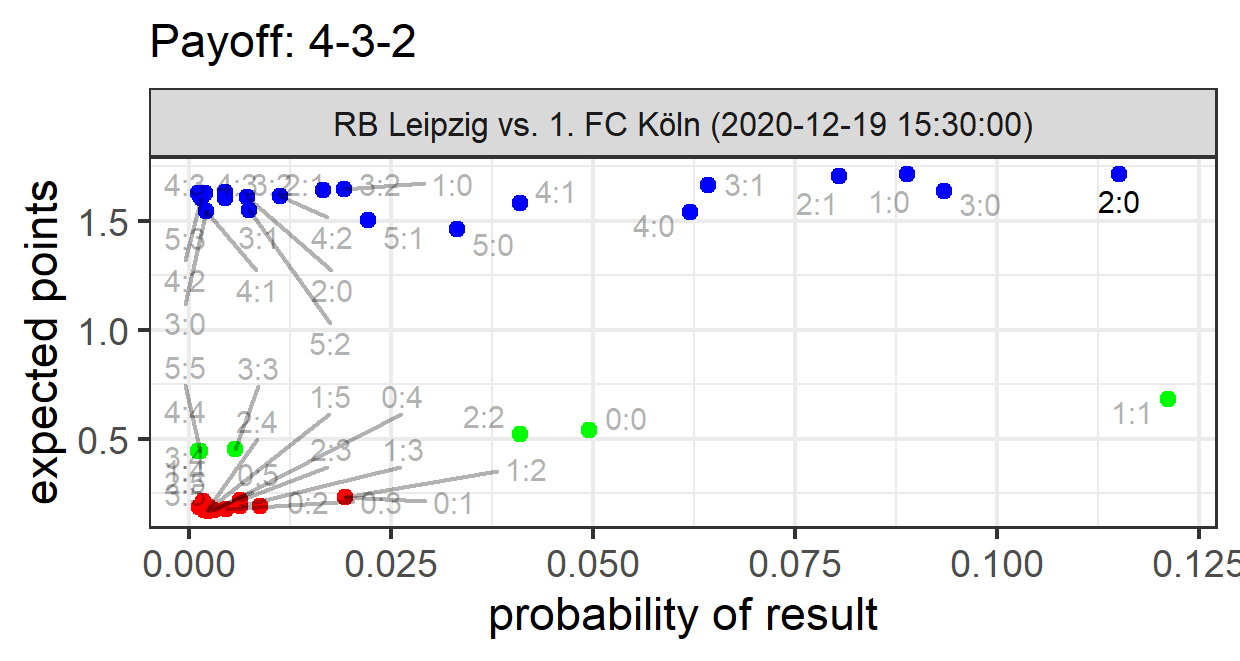 Payoff: 4-3-2
RB Leipzig vs. 1. FC Köln (2020-12-19 15:30:00)
expected points
1.5
1.0
0.5
4:3 4:3 3:2 2:1 3:2 1:0 4:1 3:1 2:1 1:0 3:0 2:0
5:3 3:1 4:2 5:1 5:0 4:0
4:2 4:1 2:0
3:0 5:2
5:5 3:3 1:5 0:4
4:4 2:4 2:2 0:0 1:1
2:3 1:3
1:4 0:5 1:2
0:2 0:3 0:1
0.000 0.025 0.050 0.075 0.100 0.125
probability of result